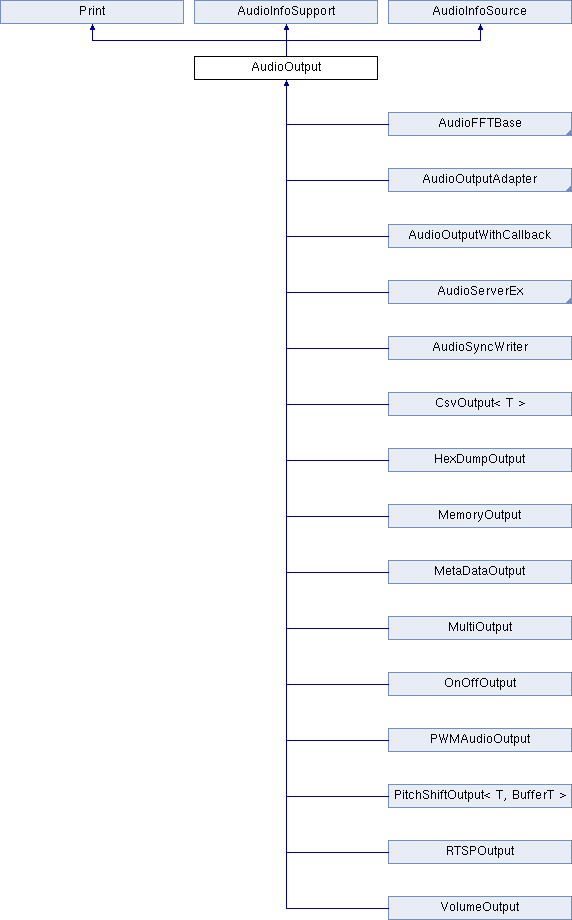 Print
AudioInfoSupport
AudioInfoSource
AudioOutput
AudioFFTBase
AudioOutputAdapter
AudioOutputWithCallback
AudioServerEx
AudioSyncWriter
CsvOutput< T >
HexDumpOutput
MemoryOutput
MetaDataOutput
MultiOutput
OnOffOutput
PWMAudioOutput
PitchShiftOutput< T, BufferT >
RTSPOutput
VolumeOutput